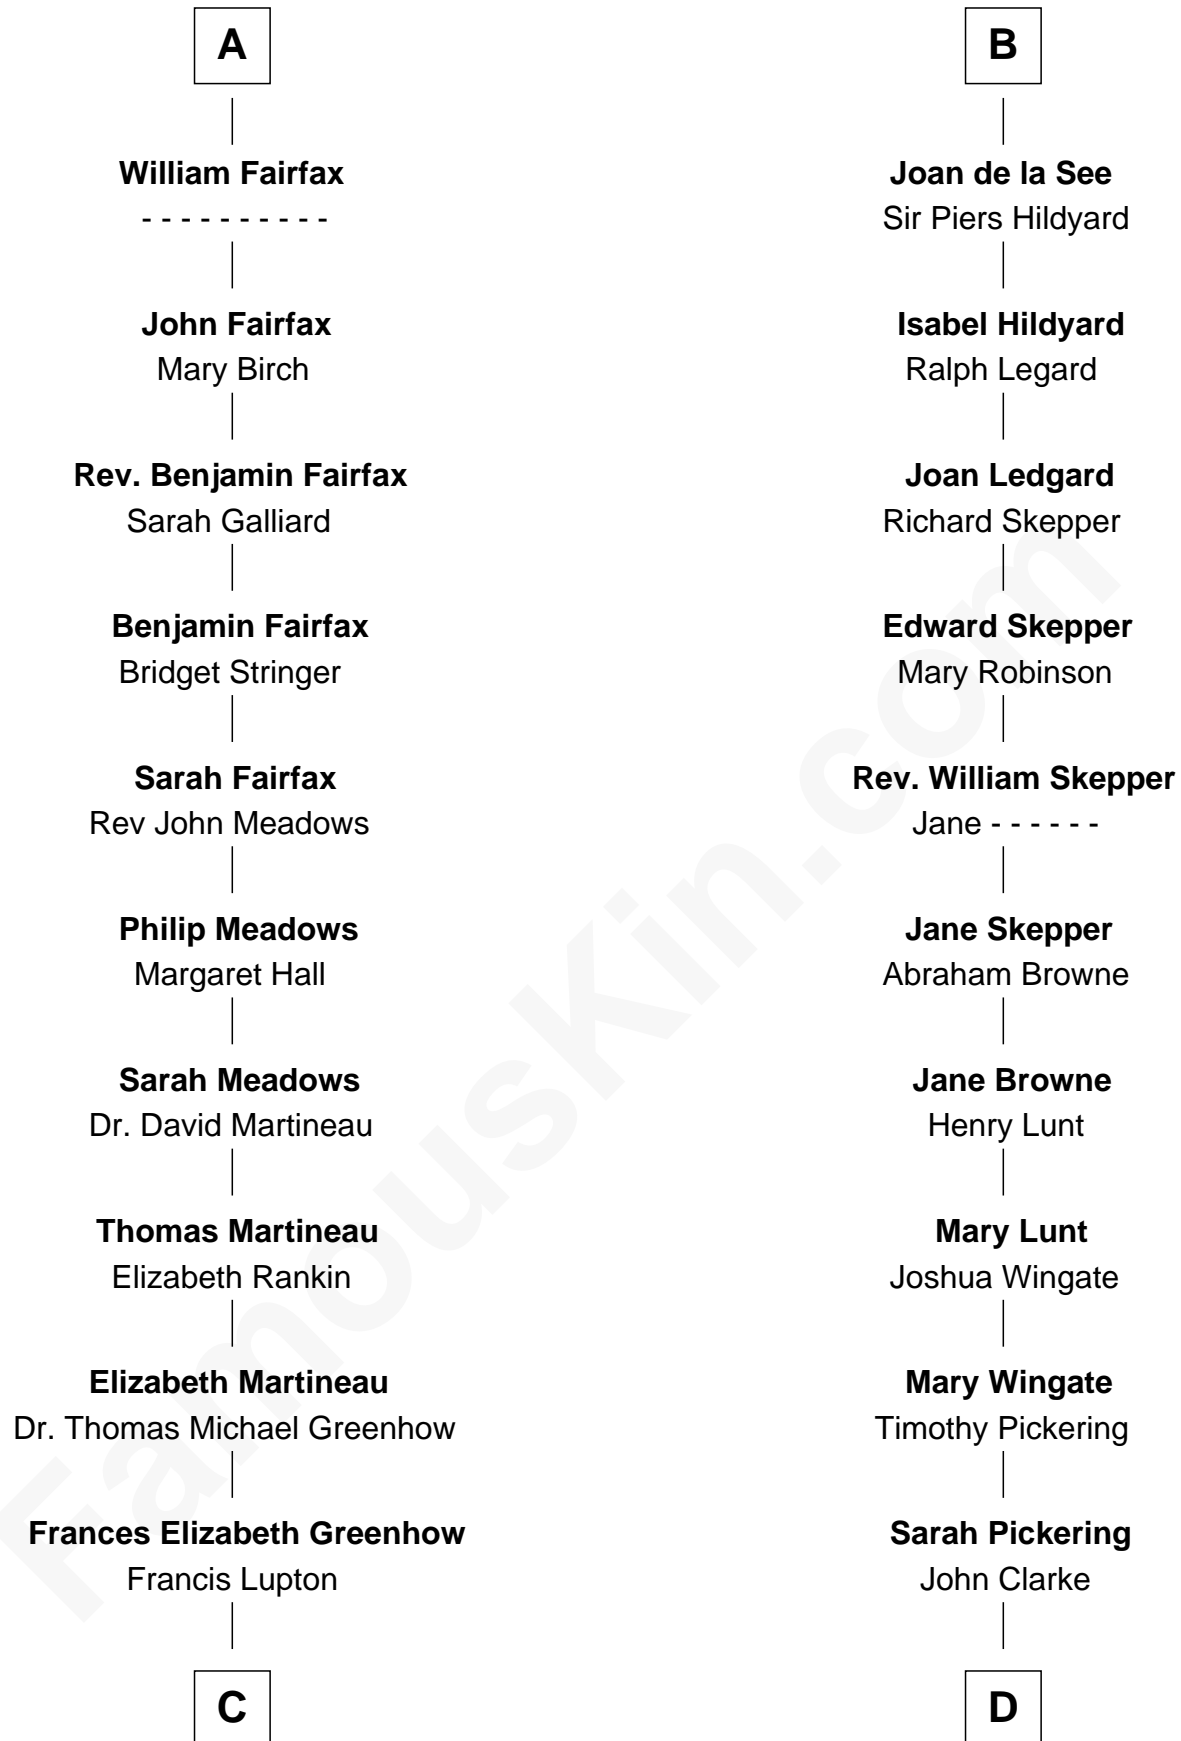 A
William Fairfax
- - - - - - - - - -
John Fairfax
Mary Birch
Rev. Benjamin Fairfax
Sarah Galliard
Benjamin Fairfax
Bridget Stringer
Sarah Fairfax
Rev John Meadows
Philip Meadows
Margaret Hall
Sarah Meadows
Dr. David Martineau
Thomas Martineau
Elizabeth Rankin
Elizabeth Martineau
Dr. Thomas Michael Greenhow
Frances Elizabeth Greenhow
Francis Lupton
C
B
Joan de la See
Sir Piers Hildyard
Isabel Hildyard
Ralph Legard
Joan Ledgard
Richard Skepper
Edward Skepper
Mary Robinson
Rev. William Skepper
Jane - - - - - -
Jane Skepper
Abraham Browne
Jane Browne
Henry Lunt
Mary Lunt
Joshua Wingate
Mary Wingate
Timothy Pickering
Sarah Pickering
John Clarke
D
FamousKin.com